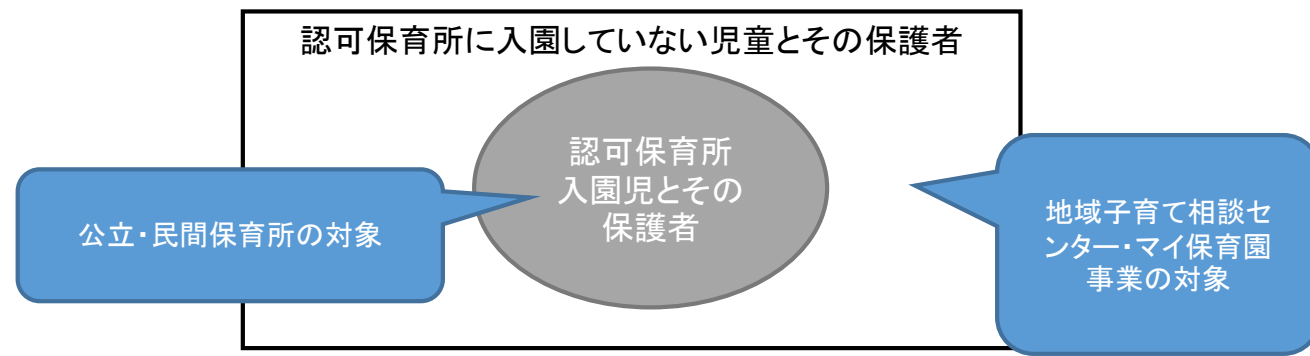 認可保育所に入園していない児童とその保護者
認可保育所
入園児とその
保護者
公立・民間保育所の対象
地域子育て相談セ
ンター・マイ保育園
事業の対象